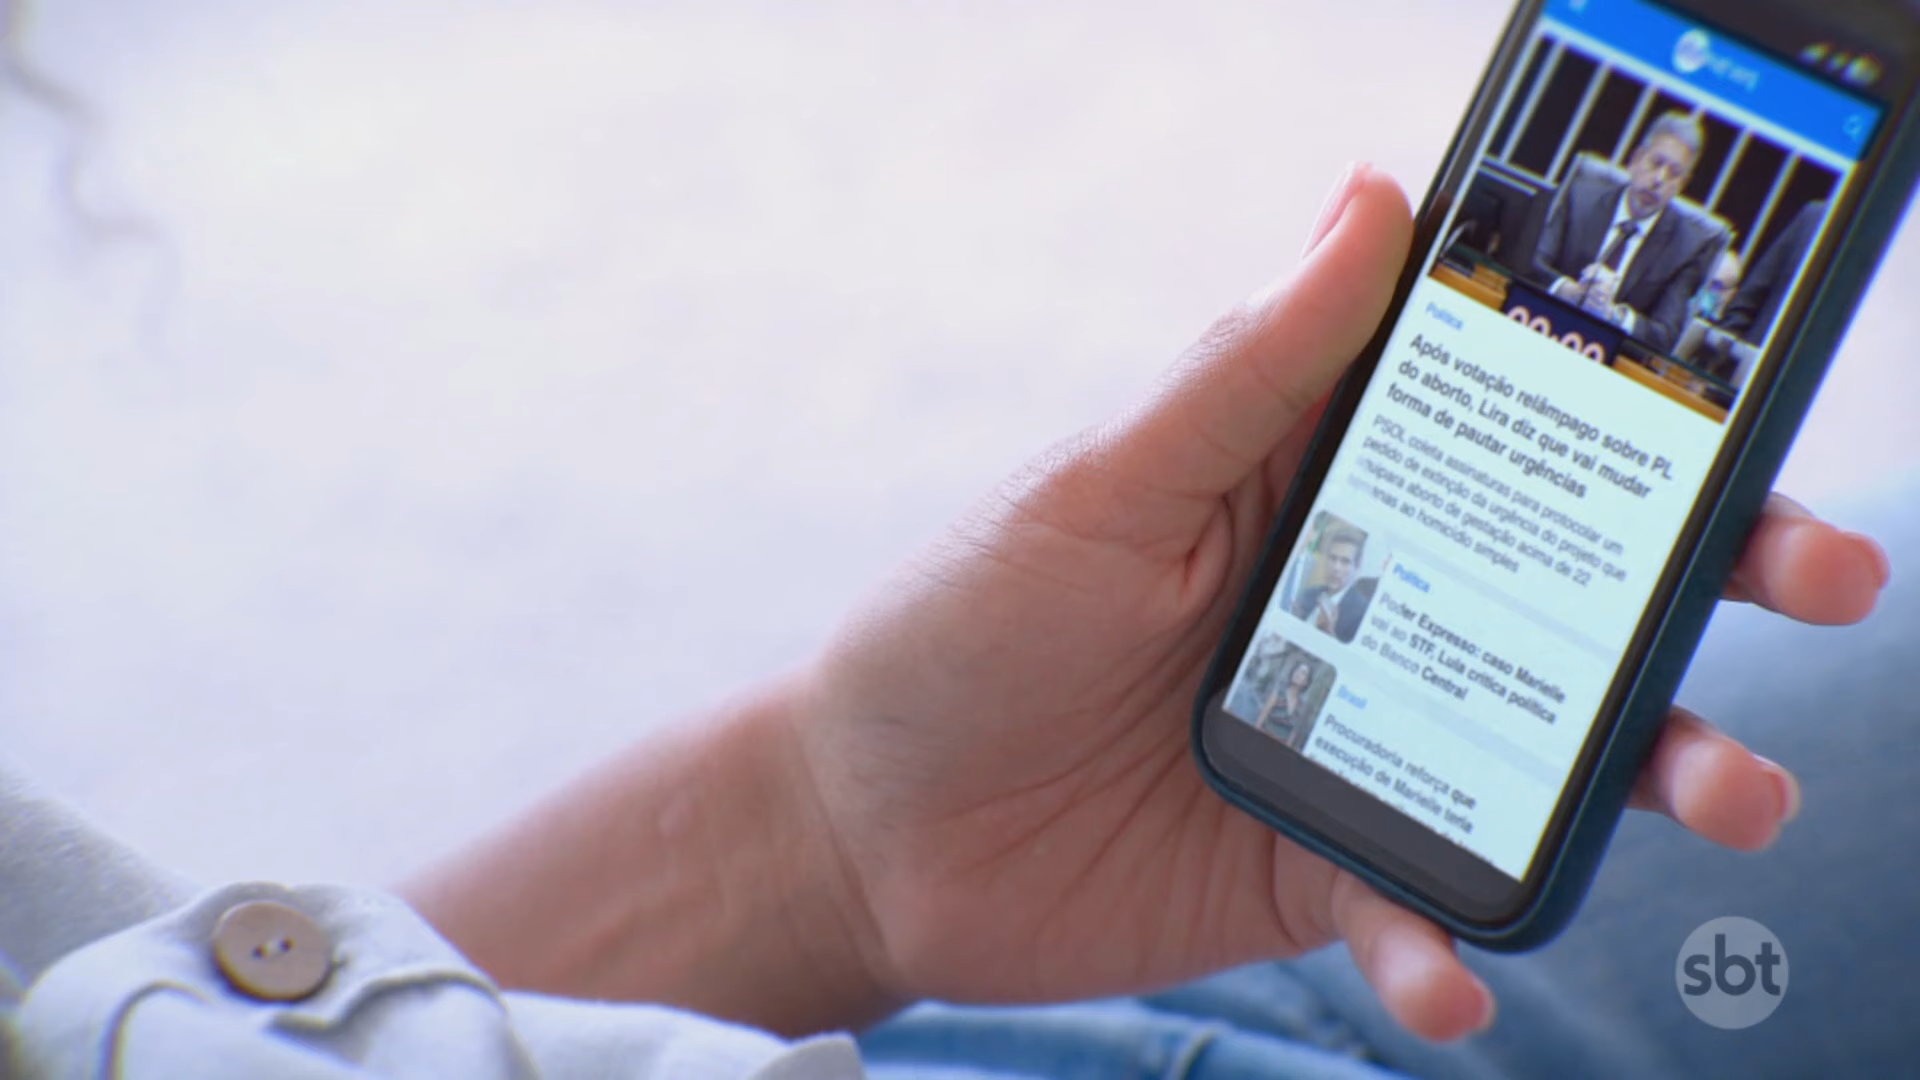 news
Política
00:00
Após votação relâmpago sobre PL
do aborto, Lira diz que vai mudar
forma de pautar urgências
PSOL coleta assinaturas para protocolar um
pedido de extinção da urgência do projeto que
aborto de gestação acima de 22
ao homicídio simples
Política
Poder Expresso: caso Marielle
vai ao STF, Lula critica política
do Banco Central
Brasil
Procuradoria reforça que
execução de Marielle teria
sbt